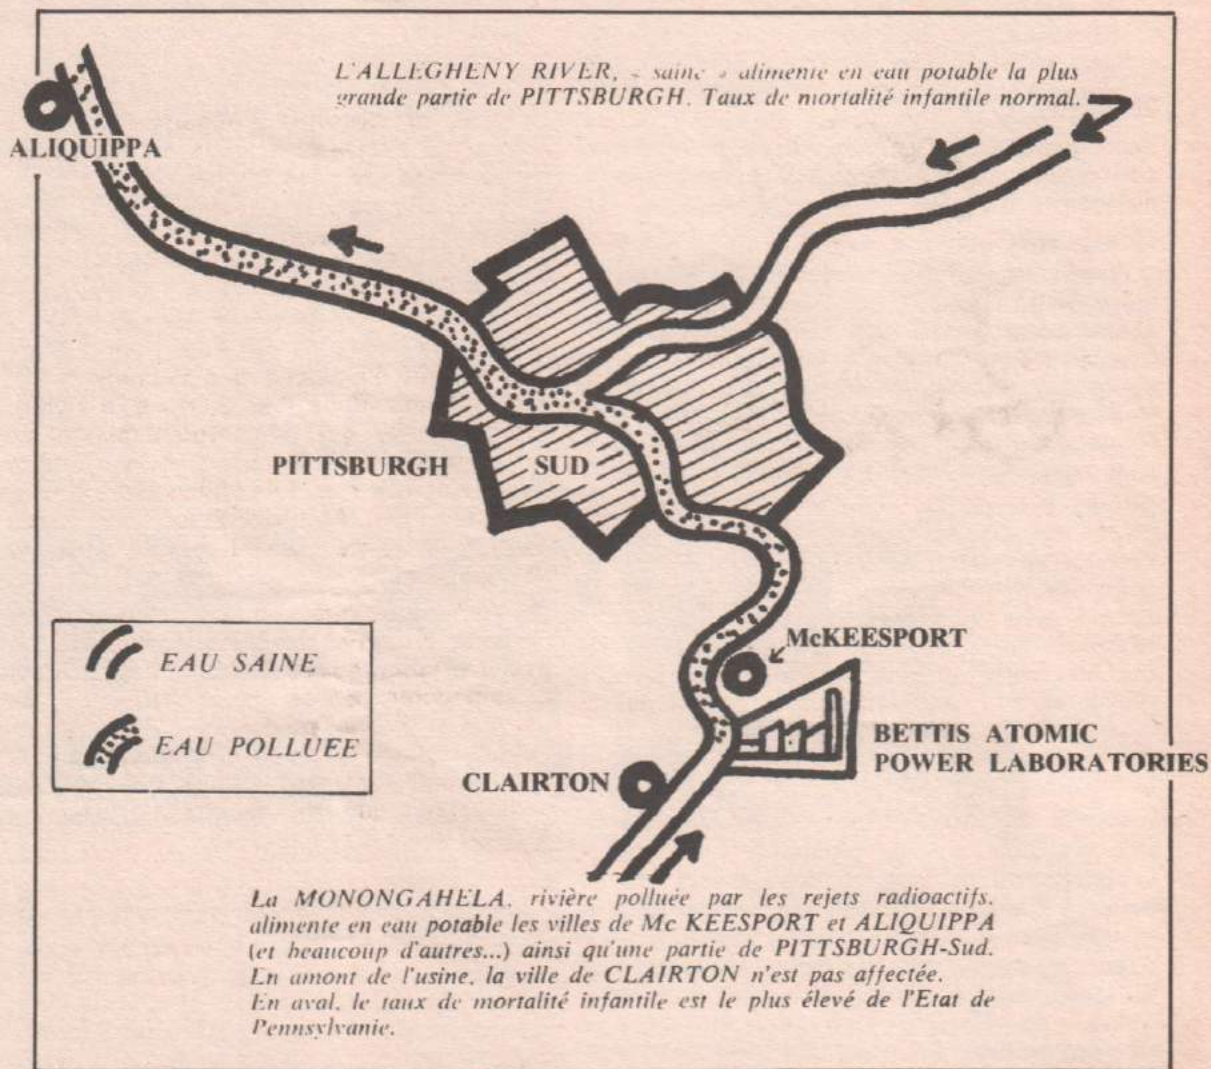 L'ALLEGHENY RIVER, « saine » alimente en eau potable la plus
grande partie de PITTSBURGH. Taux de mortalité infantile normal.
ALIQUIPPA
PITTSBURGH SUD
EAU SAINE
EAU POLLUEE
McKEESPORT
BETTIS ATOMIC
POWER LABORATORIES
CLAIRTON
La MONONGAHELA, rivière polluée par les rejets radioactifs,
alimente en eau potable les villes de Mc KEESPORT et ALIQUIPPA
(et beaucoup d'autres...) ainsi qu'une partie de PITTSBURGH-Sud.
En amont de l'usine, la ville de CLAIRTON n'est pas affectée.
En aval, le taux de mortalité infantile est le plus élevé de l'Etat de
Pennsylvanie.